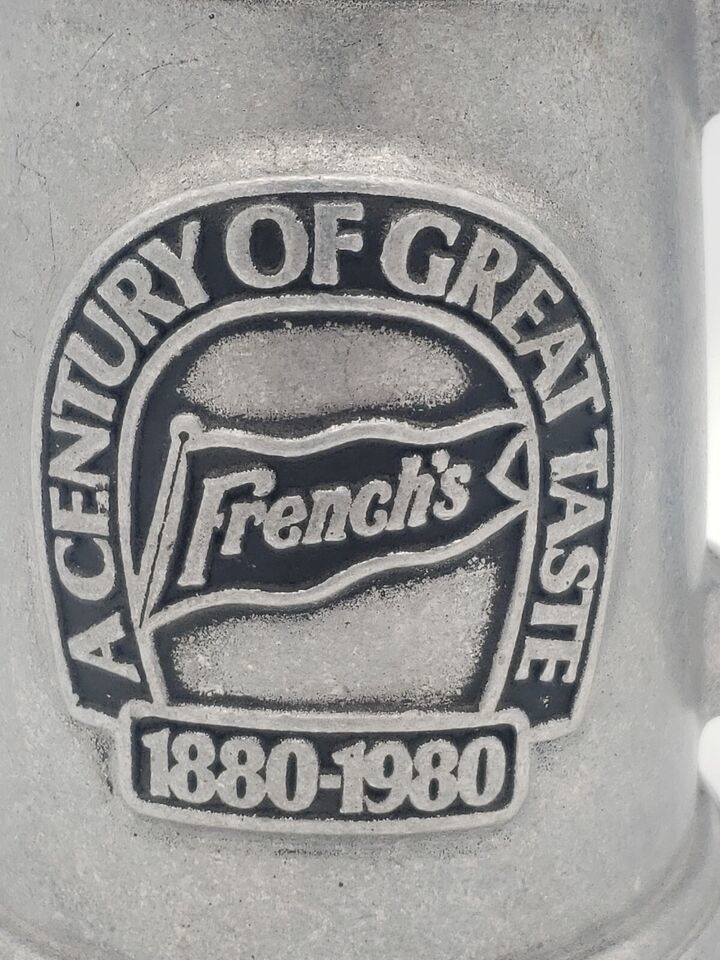 A CENTURY OF GREAT TASTE
French's
1880-1980